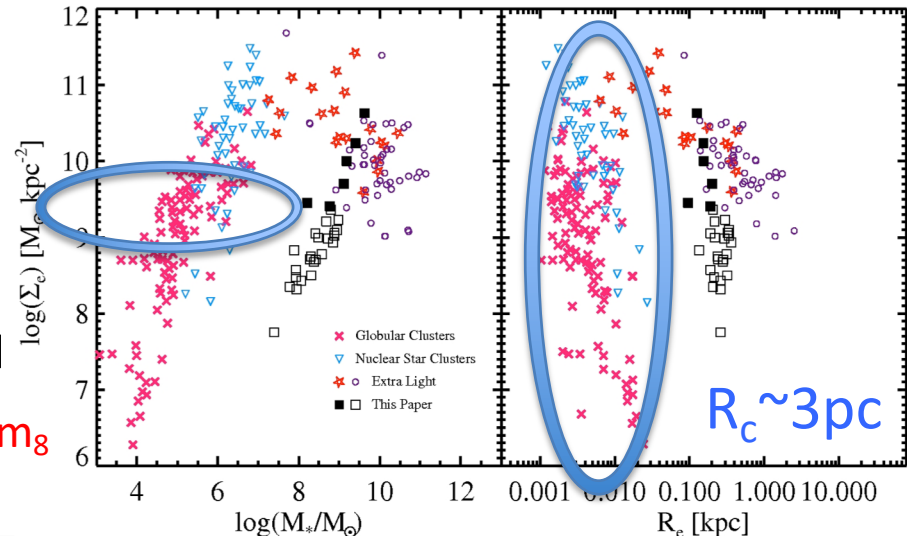 12
11
10
9
8
7
6
log(Σₑ) [M⊙ kpc⁻²]
Globular Clusters
Nuclear Star Clusters
Extra Light
This Paper
m₈
R_c~3pc
4 6 8 10 12
0.001 0.010 0.100 1.000 10.000
log(M*/M⊙)
Rₑ [kpc]